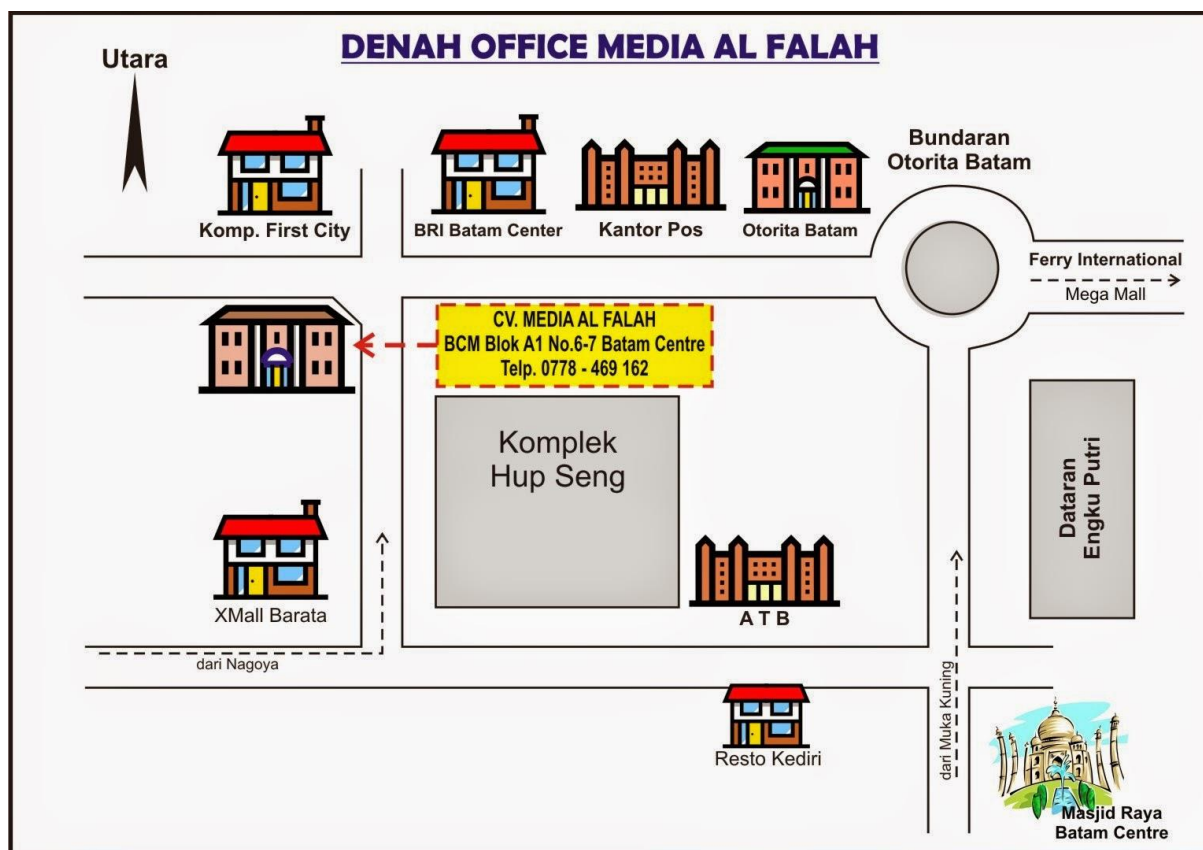 DENAH OFFICE MEDIA AL FALAH
Utara
Bundaran
Otorita Batam
Komp. First City
BRI Batam Center
Kantor Pos
Otorita Batam
Ferry International
Mega Mall
CV. MEDIA AL FALAH
BCM Blok A1 No.6-7 Batam Centre
Telp. 0778 - 469 162
Komplek
Hup Seng
Dataran
Engku Putri
XMall Barata
A T B
dari Nagoya
dari Muka Kuning
Resto Kediri
Masjid Raya
Batam Centre